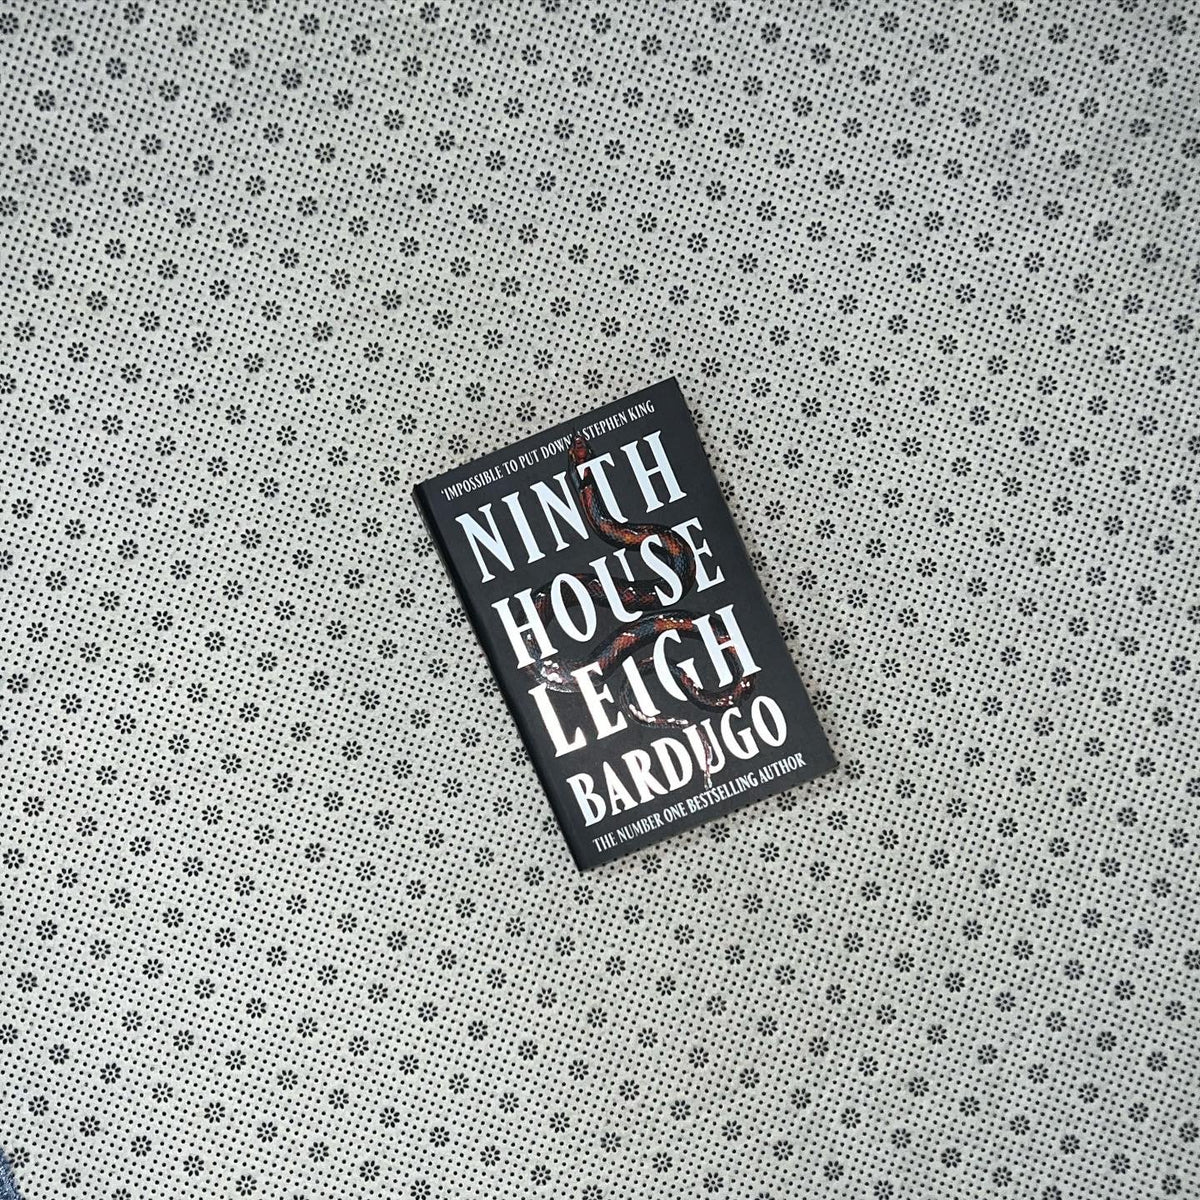 'IMPOSSIBLE TO PUT DOWN' STEPHEN KING
NINTH
HOUSE
LEIGH
BARDUGO
THE NUMBER ONE BESTSELLING AUTHOR